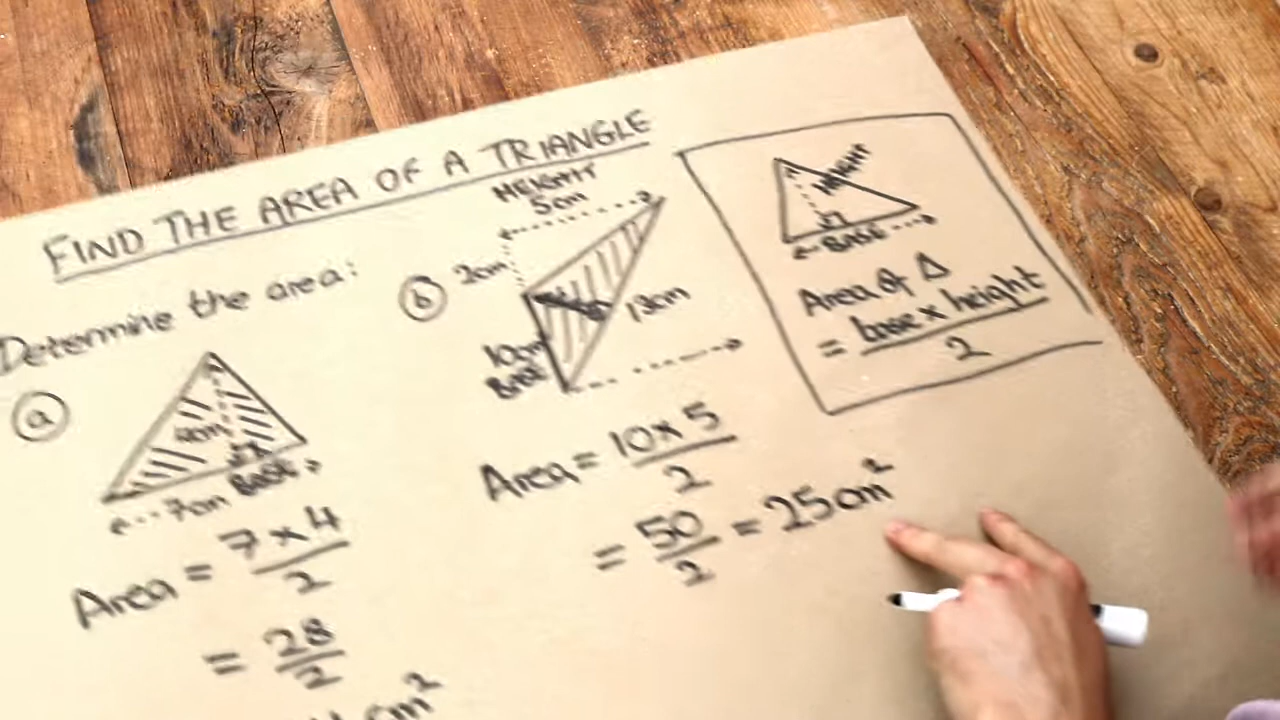 FIND THE AREA OF A TRIANGLE
Determine the area:
a
4cm
BASE
7cm
Area = 7 × 4
2
= 28
2
cm²
b
HEIGHT
5cm
2cm
13cm
10cm
BASE
Area = 10 × 5
2
= 50 = 25cm²
2
HEIGHT
BASE
Area of Δ
= base × height
2